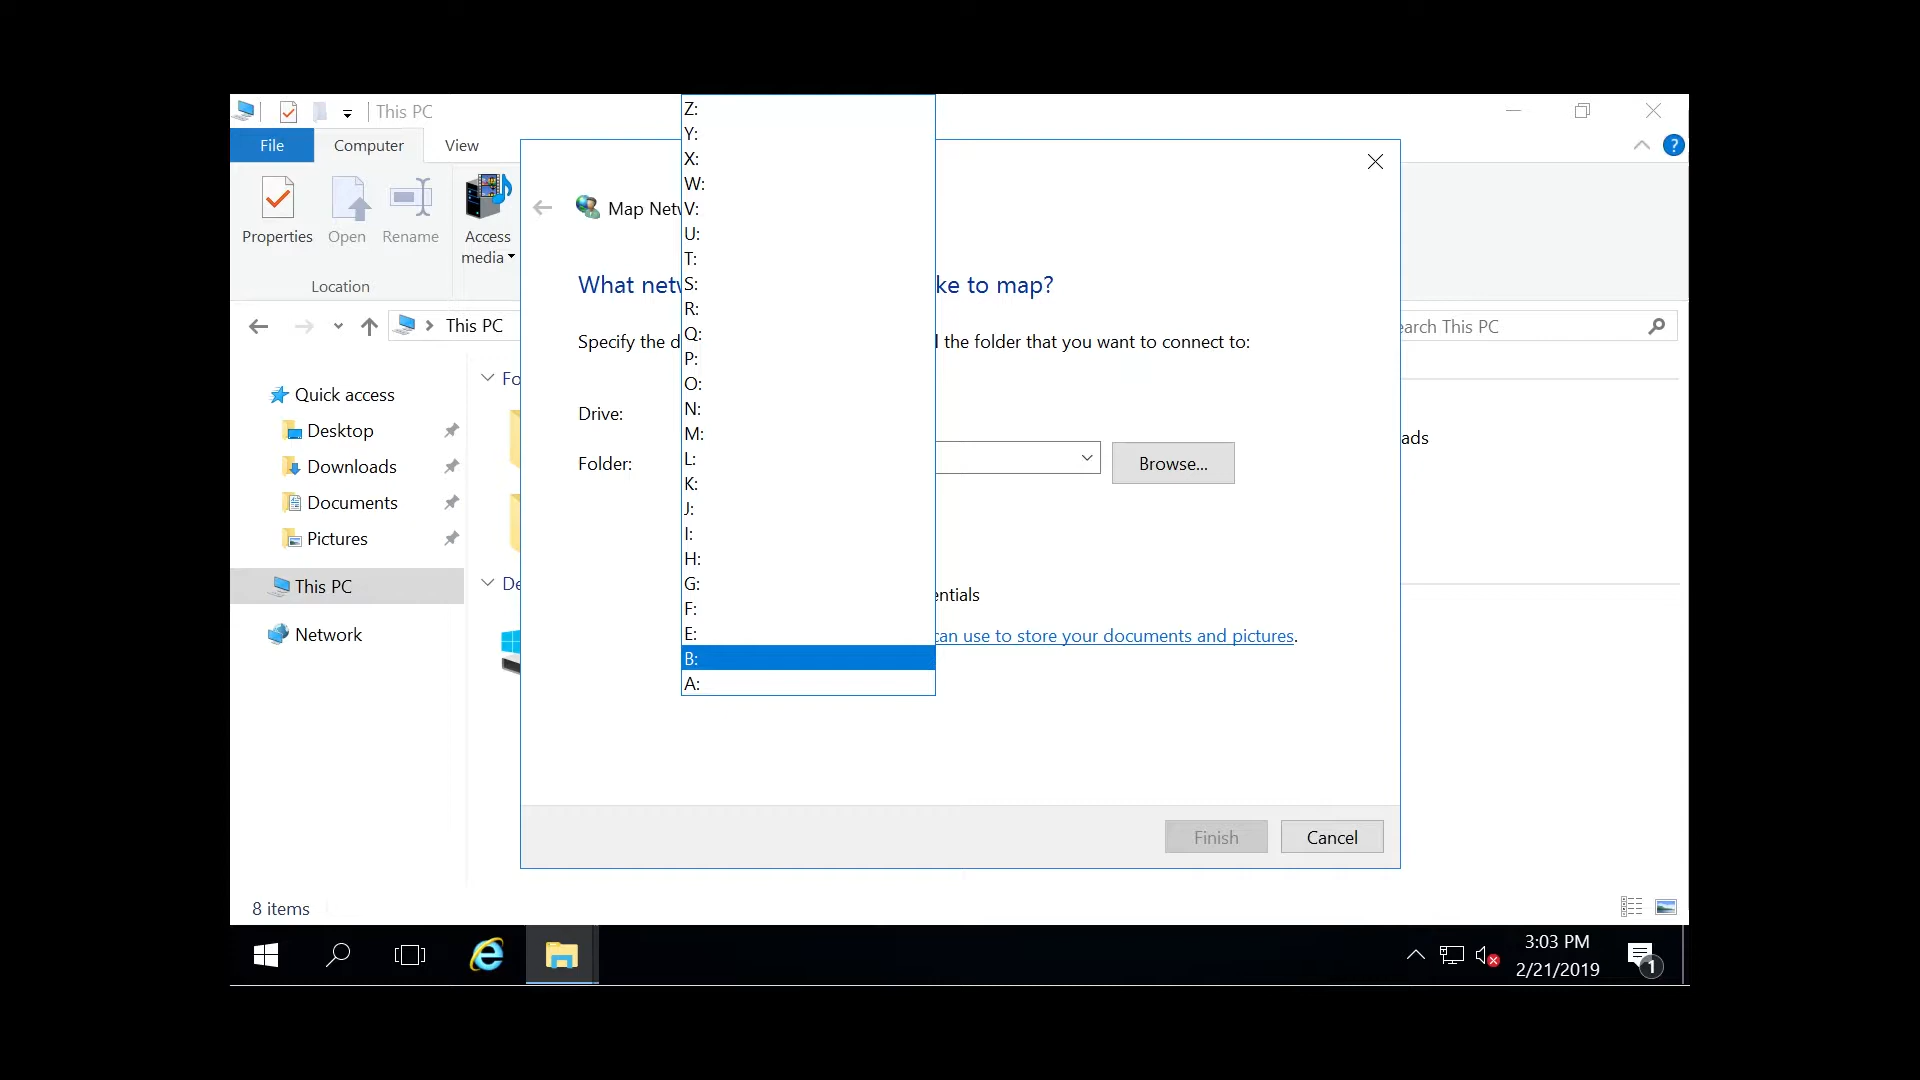 This PC
File
Computer
View
?
Properties
Open
Rename
Access
media
Location
This PC
arch This PC
Quick access
Desktop
Downloads
Documents
Pictures
This PC
Network
Fo
De
ads
Map Netw
What netw
ke to map?
Specify the d
the folder that you want to connect to:
Drive:
Folder:
Browse...
entials
can use to store your documents and pictures.
Z:
Y:
X:
W:
V:
U:
T:
S:
R:
Q:
P:
O:
N:
M:
L:
K:
J:
I:
H:
G:
F:
E:
B:
A:
Finish
Cancel
8 items
3:03 PM
2/21/2019
1